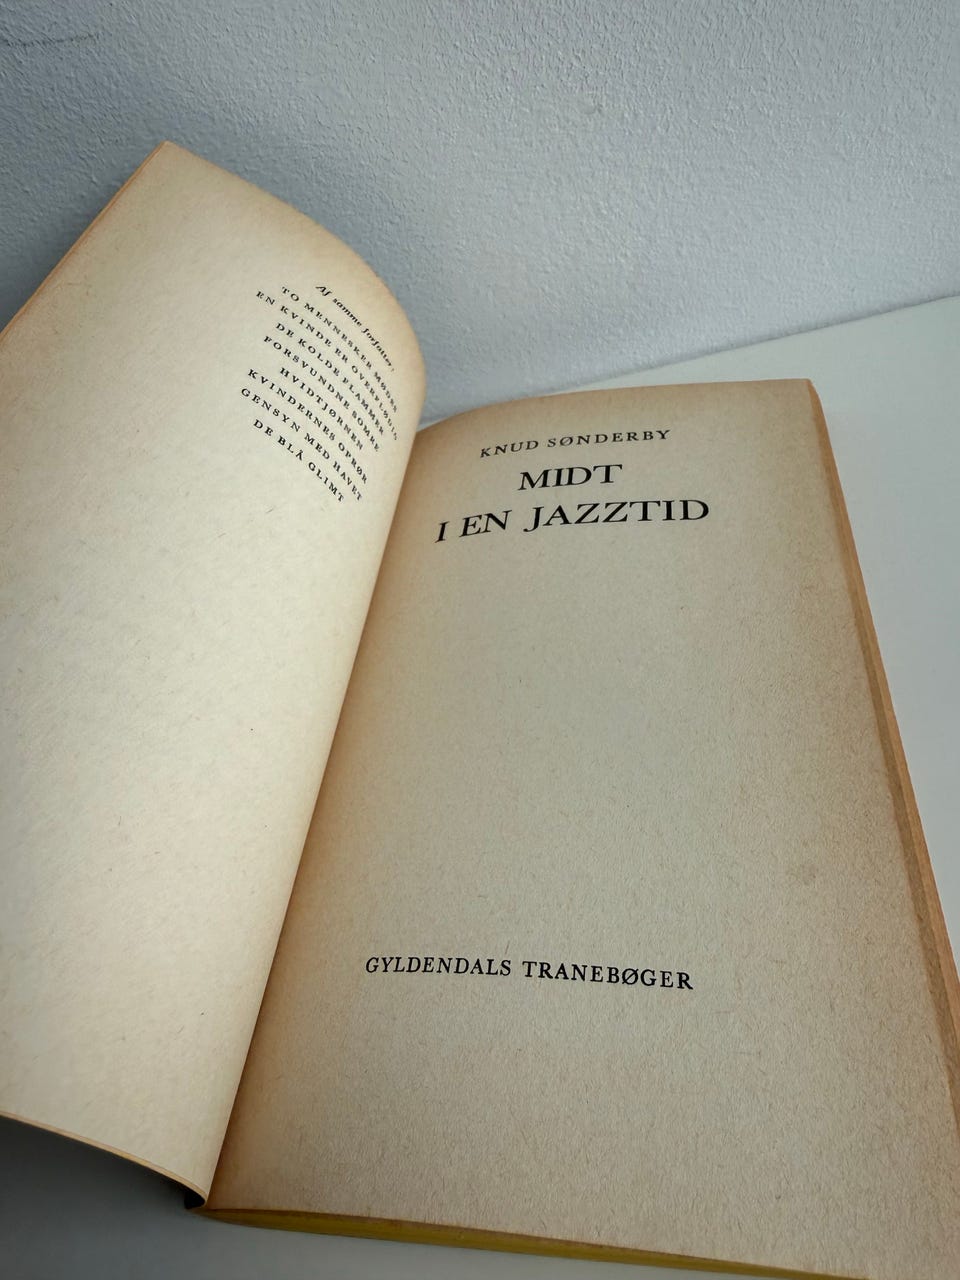 Af samme forfatter:
TO MENNESKER MØDES
EN KVINDE ER OVERFLØDIG
DE KOLDE FLAMMER
FORSVUNDNE SOMRE
HVIDTJØRNEN
KVINDERNES OPRØR
GENSYN MED HAVET
DE BLÅ GLIMT
KNUD SØNDERBY
MIDT
I EN JAZZTID
GYLDENDALS TRANEBØGER